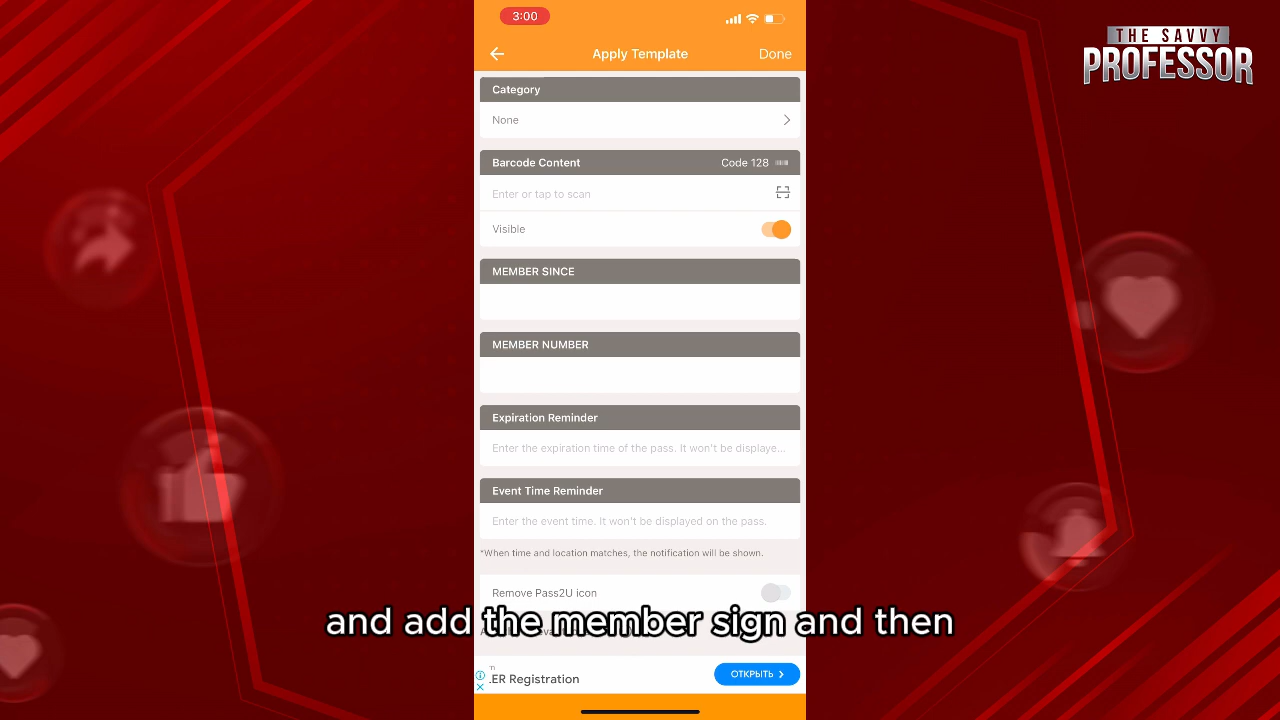 3:00
THE SAVVY
PROFESSOR
Apply Template
Done
Category
None
Barcode Content
Code 128
Enter or tap to scan
Visible
MEMBER SINCE
MEMBER NUMBER
Expiration Reminder
Enter the expiration time of the pass. It won't be displaye...
Event Time Reminder
Enter the event time. It won't be displayed on the pass.
*When time and location matches, the notification will be shown.
Remove Pass2U icon
and add the member sign and then
.ER Registration
ОТКРЫТЬ